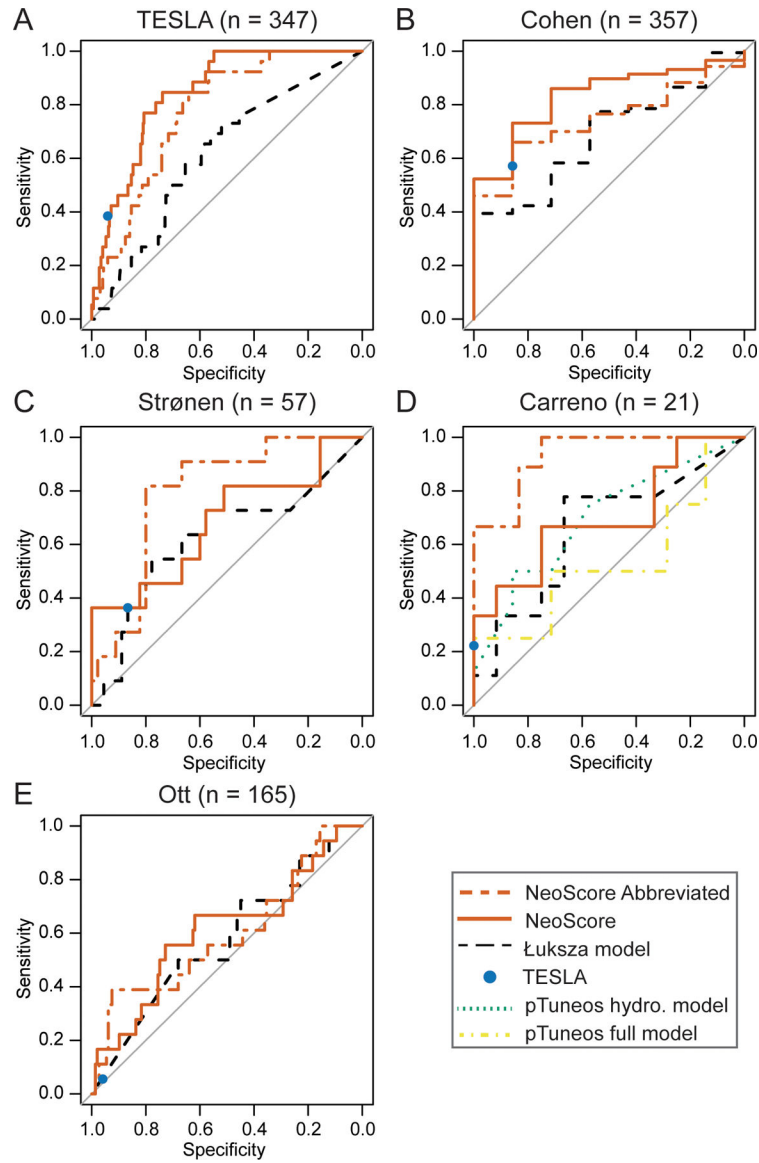 A
TESLA (n = 347)
Sensitivity
1.0
0.8
0.6
0.4
0.2
0.0
1.0 0.8 0.6 0.4 0.2 0.0
Specificity
B
Cohen (n = 357)
Sensitivity
1.0
0.8
0.6
0.4
0.2
0.0
1.0 0.8 0.6 0.4 0.2 0.0
Specificity
C
Strønen (n = 57)
Sensitivity
1.0
0.8
0.6
0.4
0.2
0.0
1.0 0.8 0.6 0.4 0.2 0.0
Specificity
D
Carreno (n = 21)
Sensitivity
1.0
0.8
0.6
0.4
0.2
0.0
1.0 0.8 0.6 0.4 0.2 0.0
Specificity
E
Ott (n = 165)
Sensitivity
1.0
0.8
0.6
0.4
0.2
0.0
1.0 0.8 0.6 0.4 0.2 0.0
Specificity
NeoScore Abbreviated
NeoScore
Łuksza model
TESLA
pTuneos hydro. model
pTuneos full model